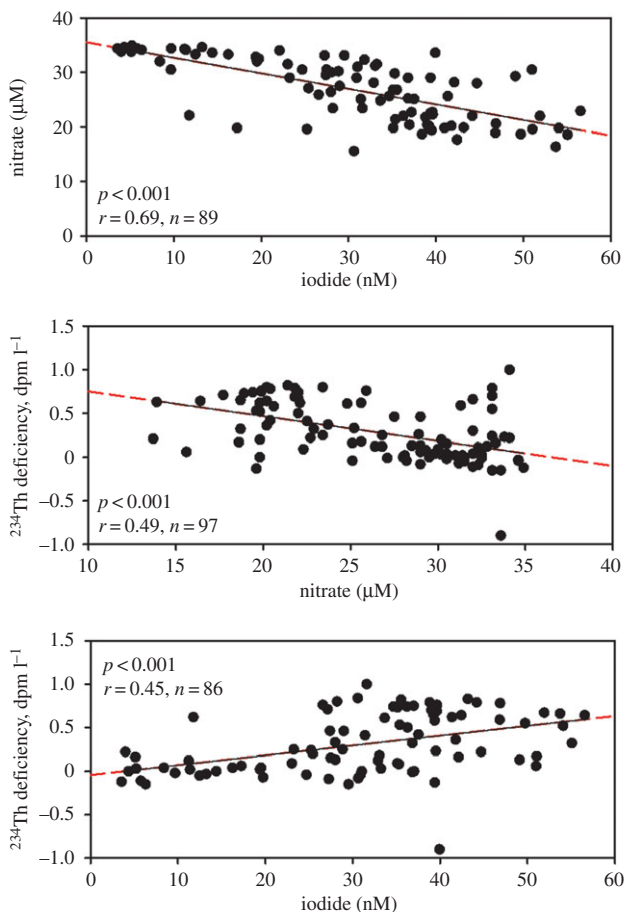 40
30
nitrate (µM)
20
10
p < 0.001
r = 0.69, n = 89
0
0 10 20 30 40 50 60
iodide (nM)
1.5
1.0
0.5
0
−0.5
−1.0
²³⁴Th deficiency, dpm l⁻¹
p < 0.001
r = 0.49, n = 97
10 15 20 25 30 35 40
nitrate (µM)
1.5
1.0
0.5
0
−0.5
−1.0
²³⁴Th deficiency, dpm l⁻¹
p < 0.001
r = 0.45, n = 86
0 10 20 30 40 50 60
iodide (nM)